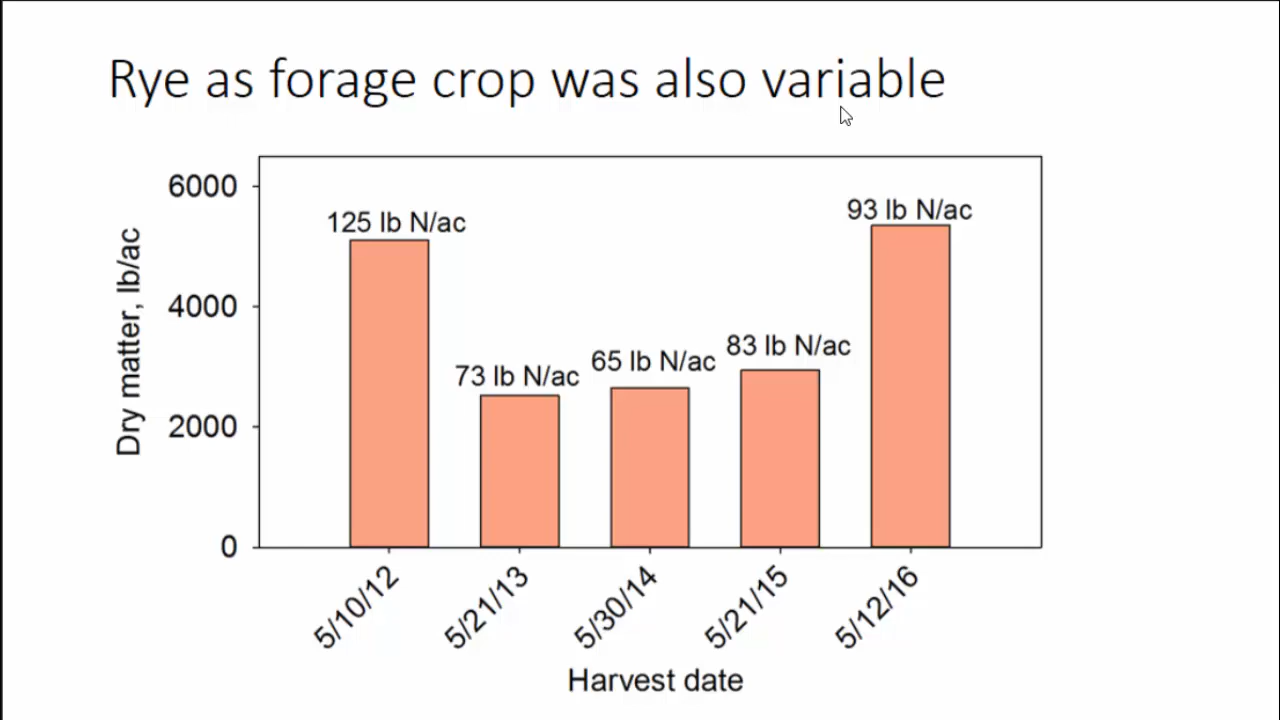 Rye as forage crop was also variable
6000
4000
2000
0
Dry matter, lb/ac
125 lb N/ac
73 lb N/ac
65 lb N/ac
83 lb N/ac
93 lb N/ac
5/10/12
5/21/13
5/30/14
5/21/15
5/12/16
Harvest date